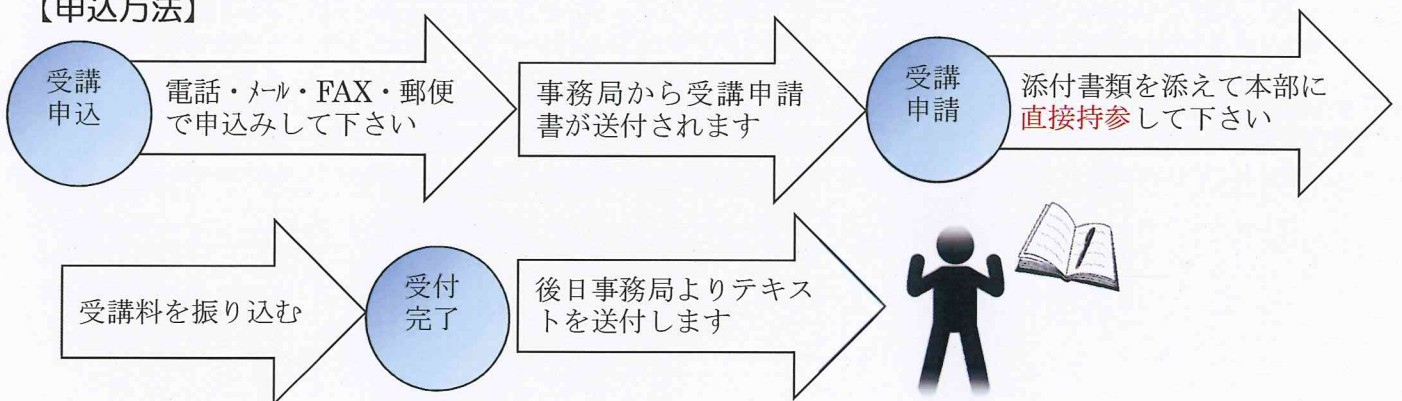 【申込方法】
受講
申込
電話・ﾒｰﾙ・FAX・郵便
で申込みして下さい
事務局から受講申請
書が送付されます
受講
申請
添付書類を添えて本部に
直接持参して下さい
受講料を振り込む
受付
完了
後日事務局よりテキス
トを送付します